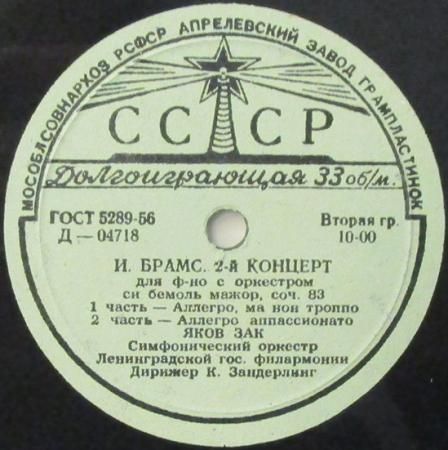 МОСОБЛСОВНАРХОЗ РСФСР АПРЕЛЕВСКИЙ ЗАВОД ГРАМПЛАСТИНОК
СССР
Долгоиграющая 33 об/м.
ГОСТ 5289-56
Д — 04718
Вторая гр.
10-00
И. БРАМС. 2-й КОНЦЕРТ
для ф-но с оркестром
си бемоль мажор, соч. 83
1 часть — Аллегро, ма нон троппо
2 часть — Аллегро аппассионато
ЯКОВ ЗАК
Симфонический оркестр
Ленинградской гос. филармонии
Дирижер К. Зандерлинг